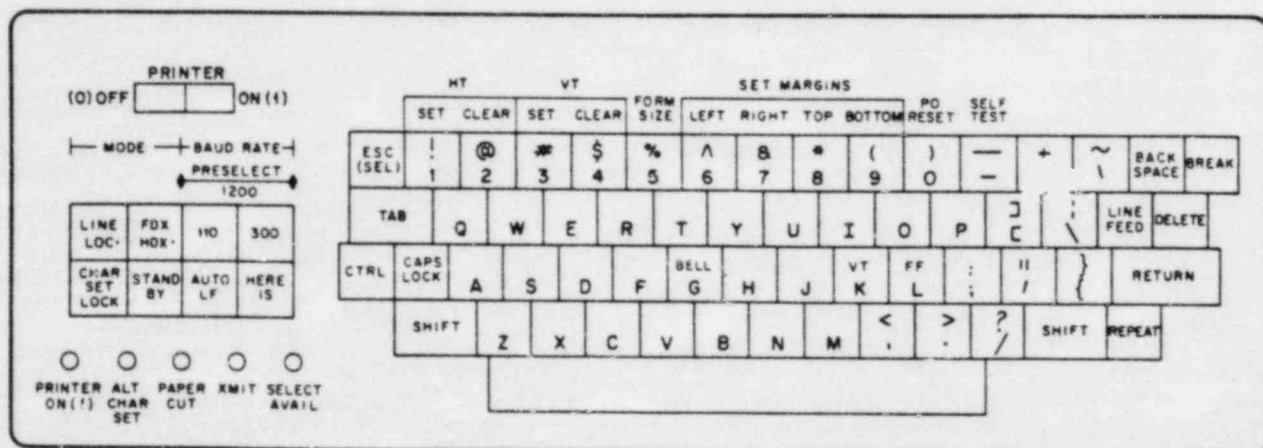 PRINTER
(0) OFF ON (1)
MODE BAUD RATE
PRESELECT
1200
LINE LOC. FDX HDX. 110 300
CHAR SET LOCK STAND BY AUTO LF HERE IS
PRINTER ON (1) ALT CHAR SET PAPER OUT XMIT SELECT AVAIL
HT VT SET MARGINS
SET CLEAR SET CLEAR FORM SIZE LEFT RIGHT TOP BOTTOM PO RESET SELF TEST
ESC (SEL) ! 1 @ 2 # 3 $ 4 % 5 ^ 6 & 7 * 8 ( 9 ) 0 — - + ~ \ BACK SPACE BREAK
TAB Q W E R T Y U I O P ] [ ¦ \ LINE FEED DELETE
CTRL CAPS LOCK A S D F BELL G H J VT K FF L : ; " ' } { RETURN
SHIFT Z X C V B N M < , > . ? / SHIFT REPEAT